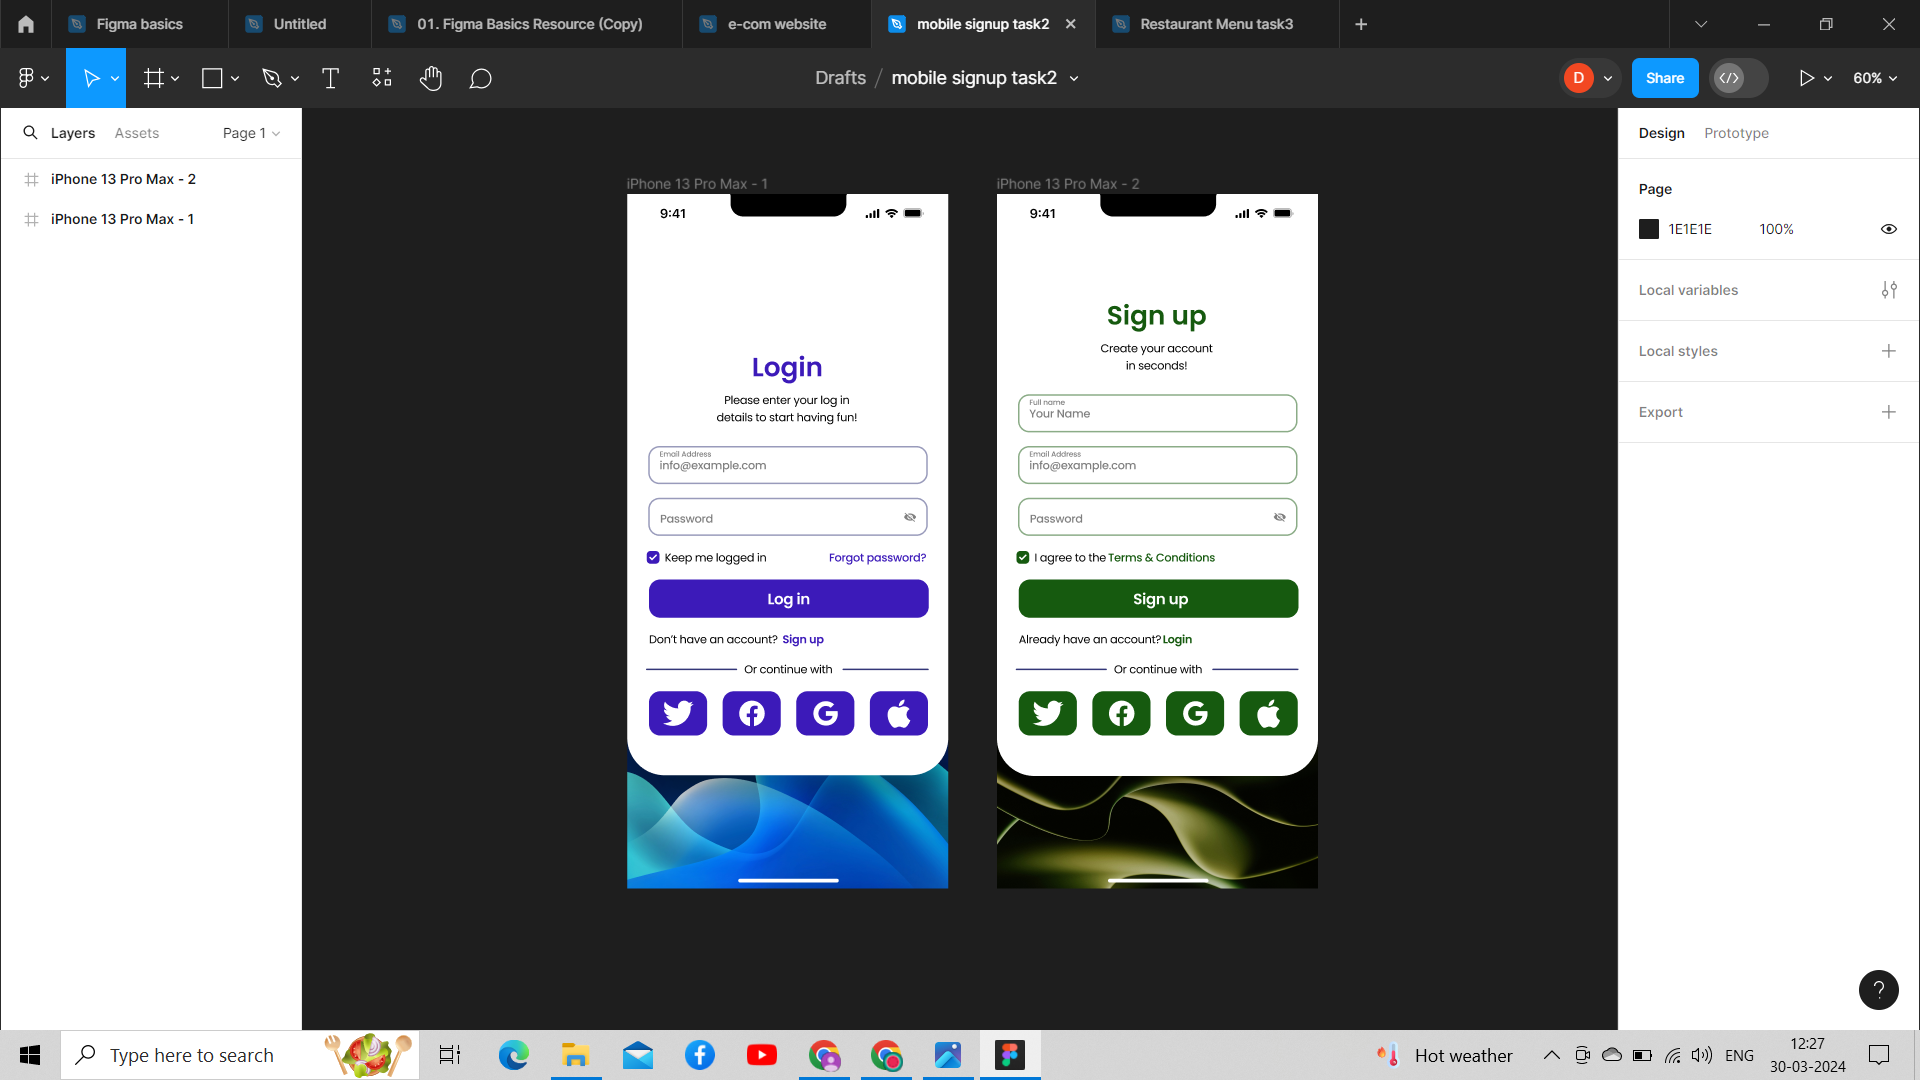 Figma basics
Untitled
01. Figma Basics Resource (Copy)
e-com website
mobile signup task2
Restaurant Menu task3
Drafts / mobile signup task2
D
Share
60%
Layers
Assets
Page 1
iPhone 13 Pro Max - 2
iPhone 13 Pro Max - 1
iPhone 13 Pro Max - 1
9:41
Login
Please enter your log in
details to start having fun!
Email Address
info@example.com
Password
Keep me logged in
Forgot password?
Log in
Don't have an account? Sign up
Or continue with
iPhone 13 Pro Max - 2
9:41
Sign up
Create your account
in seconds!
Full name
Your Name
Email Address
info@example.com
Password
I agree to the Terms & Conditions
Sign up
Already have an account? Login
Or continue with
Design
Prototype
Page
1E1E1E
100%
Local variables
Local styles
Export
?
Type here to search
Hot weather
ENG
12:27
30-03-2024